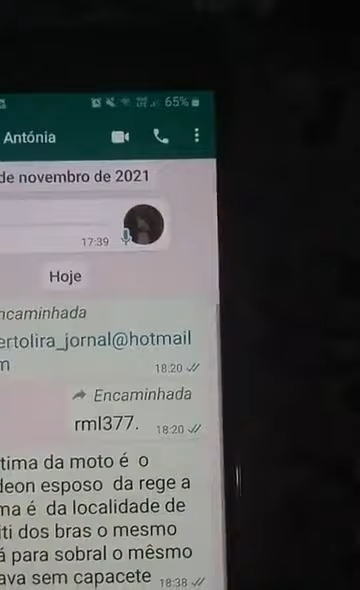 65%
Antónia
de novembro de 2021
17:39
Hoje
ncaminhada
ertolira_jornal@hotmail
m
18:20
Encaminhada
rml377.
18:20
tima da moto é o
deon esposo da rege a
ma é da localidade de
iti dos bras o mesmo
á para sobral o mêsmo
ava sem capacete
18:38